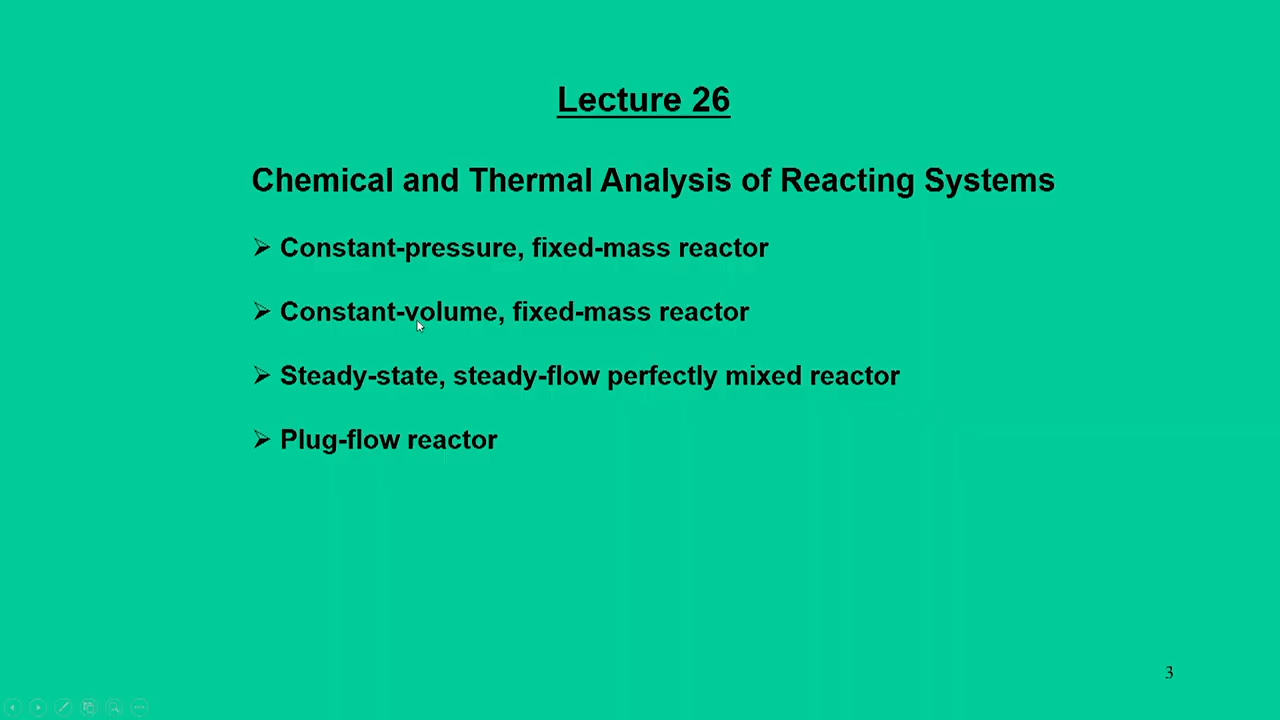 Lecture 26
Chemical and Thermal Analysis of Reacting Systems
➢ Constant-pressure, fixed-mass reactor
➢ Constant-volume, fixed-mass reactor
➢ Steady-state, steady-flow perfectly mixed reactor
➢ Plug-flow reactor
3